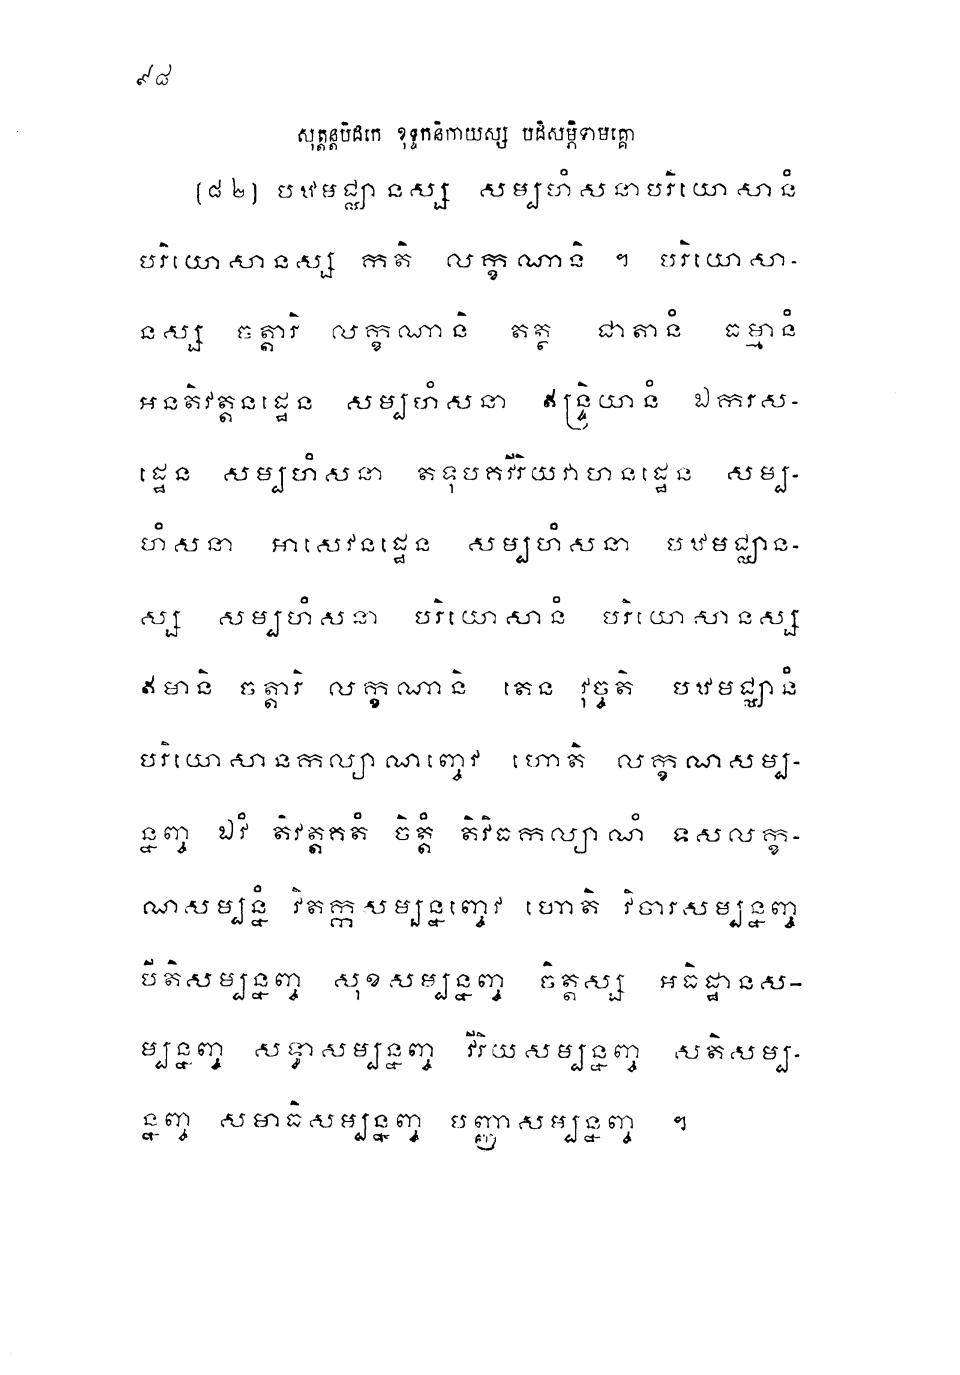 ៩៨
សុត្តន្តបិដកេ ខុទ្ទកនិកាយស្ស បដិសម្ភិទាមគ្គោ
(៨២) បឋមជ្ឈានស្ស សម្បហំសនាបរិយោសានំ
បរិយោសានស្ស កតិ លក្ខណានិ ។ បរិយោសា-
នស្ស ចត្តារិ លក្ខណានិ តត្ថ ជាតានំ ធម្មានំ
អនតិវត្តនដ្ឋេន សម្បហំសនា ឥន្ទ្រិយានំ ឯករស-
ដ្ឋេន សម្បហំសនា តទុបគវីរិយវាហនដ្ឋេន សម្ប-
ហំសនា អាសេវនដ្ឋេន សម្បហំសនា បឋមជ្ឈាន-
ស្ស សម្បហំសនា បរិយោសានំ បរិយោសានស្ស
ឥមានិ ចត្តារិ លក្ខណានិ តេន វុច្ចតិ បឋមជ្ឈានំ
បរិយោសានកល្យាណញ្ចេវ ហោតិ លក្ខណសម្ប-
ន្នញ្ច ឯវំ តិវត្តគតំ ចិត្តំ តិវិធកល្យាណំ ទសលក្ខ-
ណសម្បន្នំ វិតក្កសម្បន្នញ្ចេវ ហោតិ វិចារសម្បន្នញ្ច
បីតិសម្បន្នញ្ច សុខសម្បន្នញ្ច ចិត្តស្ស អធិដ្ឋានស-
ម្បន្នញ្ច សទ្ធាសម្បន្នញ្ច វីរិយសម្បន្នញ្ច សតិសម្ប-
ន្នញ្ច សមាធិសម្បន្នញ្ច បញ្ញាសម្បន្នញ្ច ។